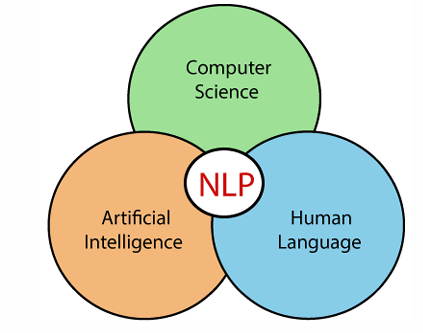 Computer
Science
NLP
Artificial
Intelligence
Human
Language